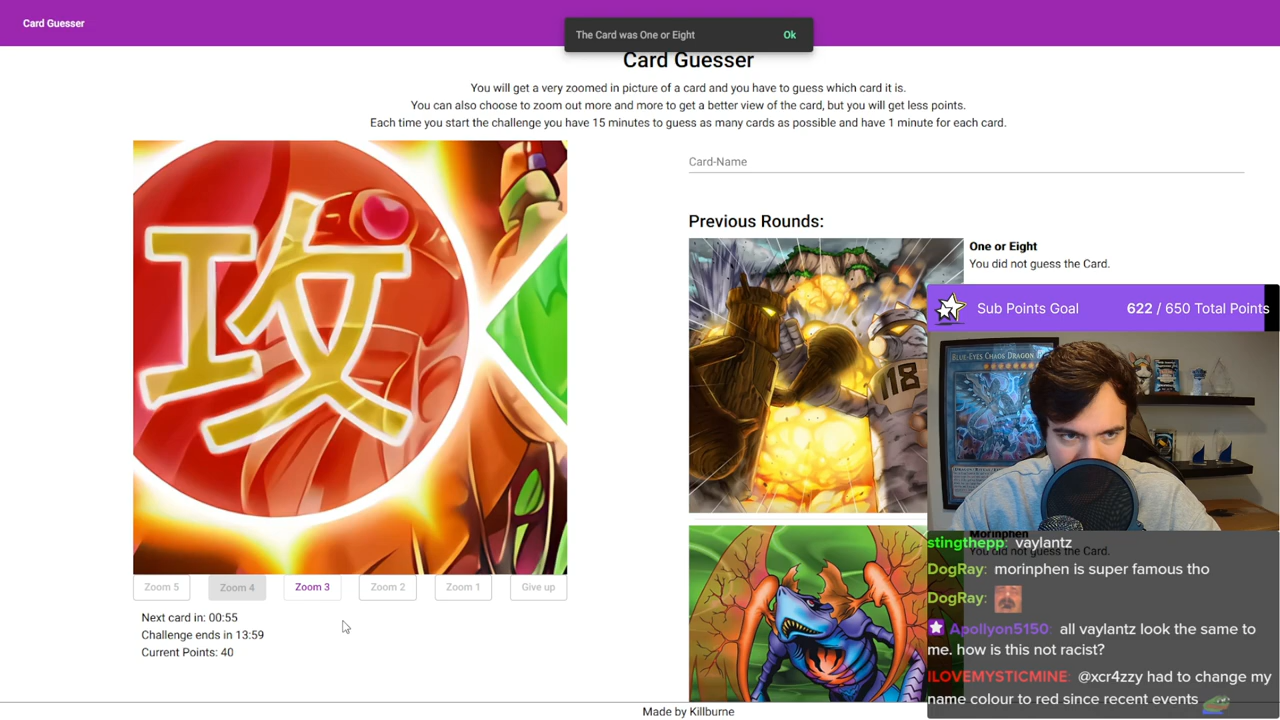 Card Guesser
The Card was One or Eight Ok
Card Guesser
You will get a very zoomed in picture of a card and you have to guess which card it is.
You can also choose to zoom out more and more to get a better view of the card, but you will get less points.
Each time you start the challenge you have 15 minutes to guess as many cards as possible and have 1 minute for each card.
攻
Zoom 5 Zoom 4 Zoom 3 Zoom 2 Zoom 1 Give up
Next card in: 00:55
Challenge ends in 13:59
Current Points: 40
Card-Name
Previous Rounds:
One or Eight
You did not guess the Card.
118
Sub Points Goal 622 / 650 Total Points
BLUE-EYES CHAOS DRAGON
Morinphen
You did not guess the Card.
stingthepp: vaylantz
DogRay: morinphen is super famous tho
DogRay:
Apollyon5150: all vaylantz look the same to
me. how is this not racist?
ILOVEMYSTICMINE: @xcr4zzy had to change my
name colour to red since recent events
Made by Killburne